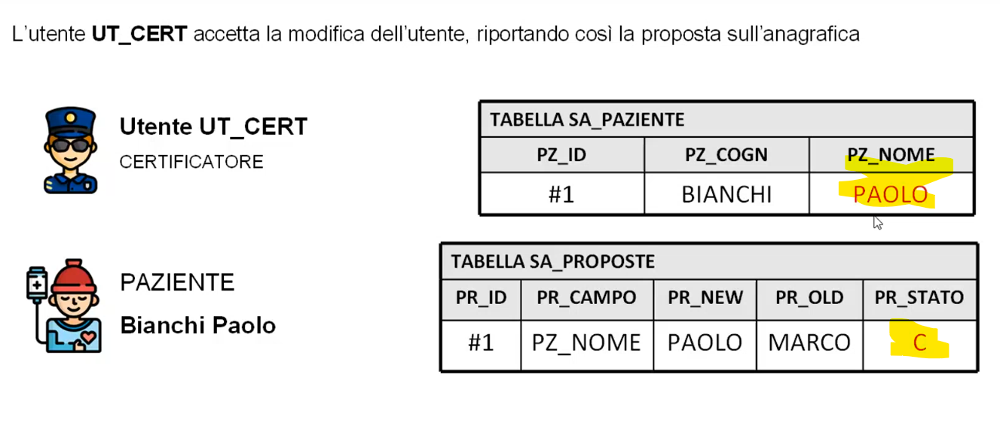 L'utente UT_CERT accetta la modifica dell'utente, riportando così la proposta sull'anagrafica
Utente UT_CERT
CERTIFICATORE
TABELLA SA_PAZIENTE
PZ_ID PZ_COGN PZ_NOME
#1 BIANCHI PAOLO
PAZIENTE
Bianchi Paolo
TABELLA SA_PROPOSTE
PR_ID PR_CAMPO PR_NEW PR_OLD PR_STATO
#1 PZ_NOME PAOLO MARCO C